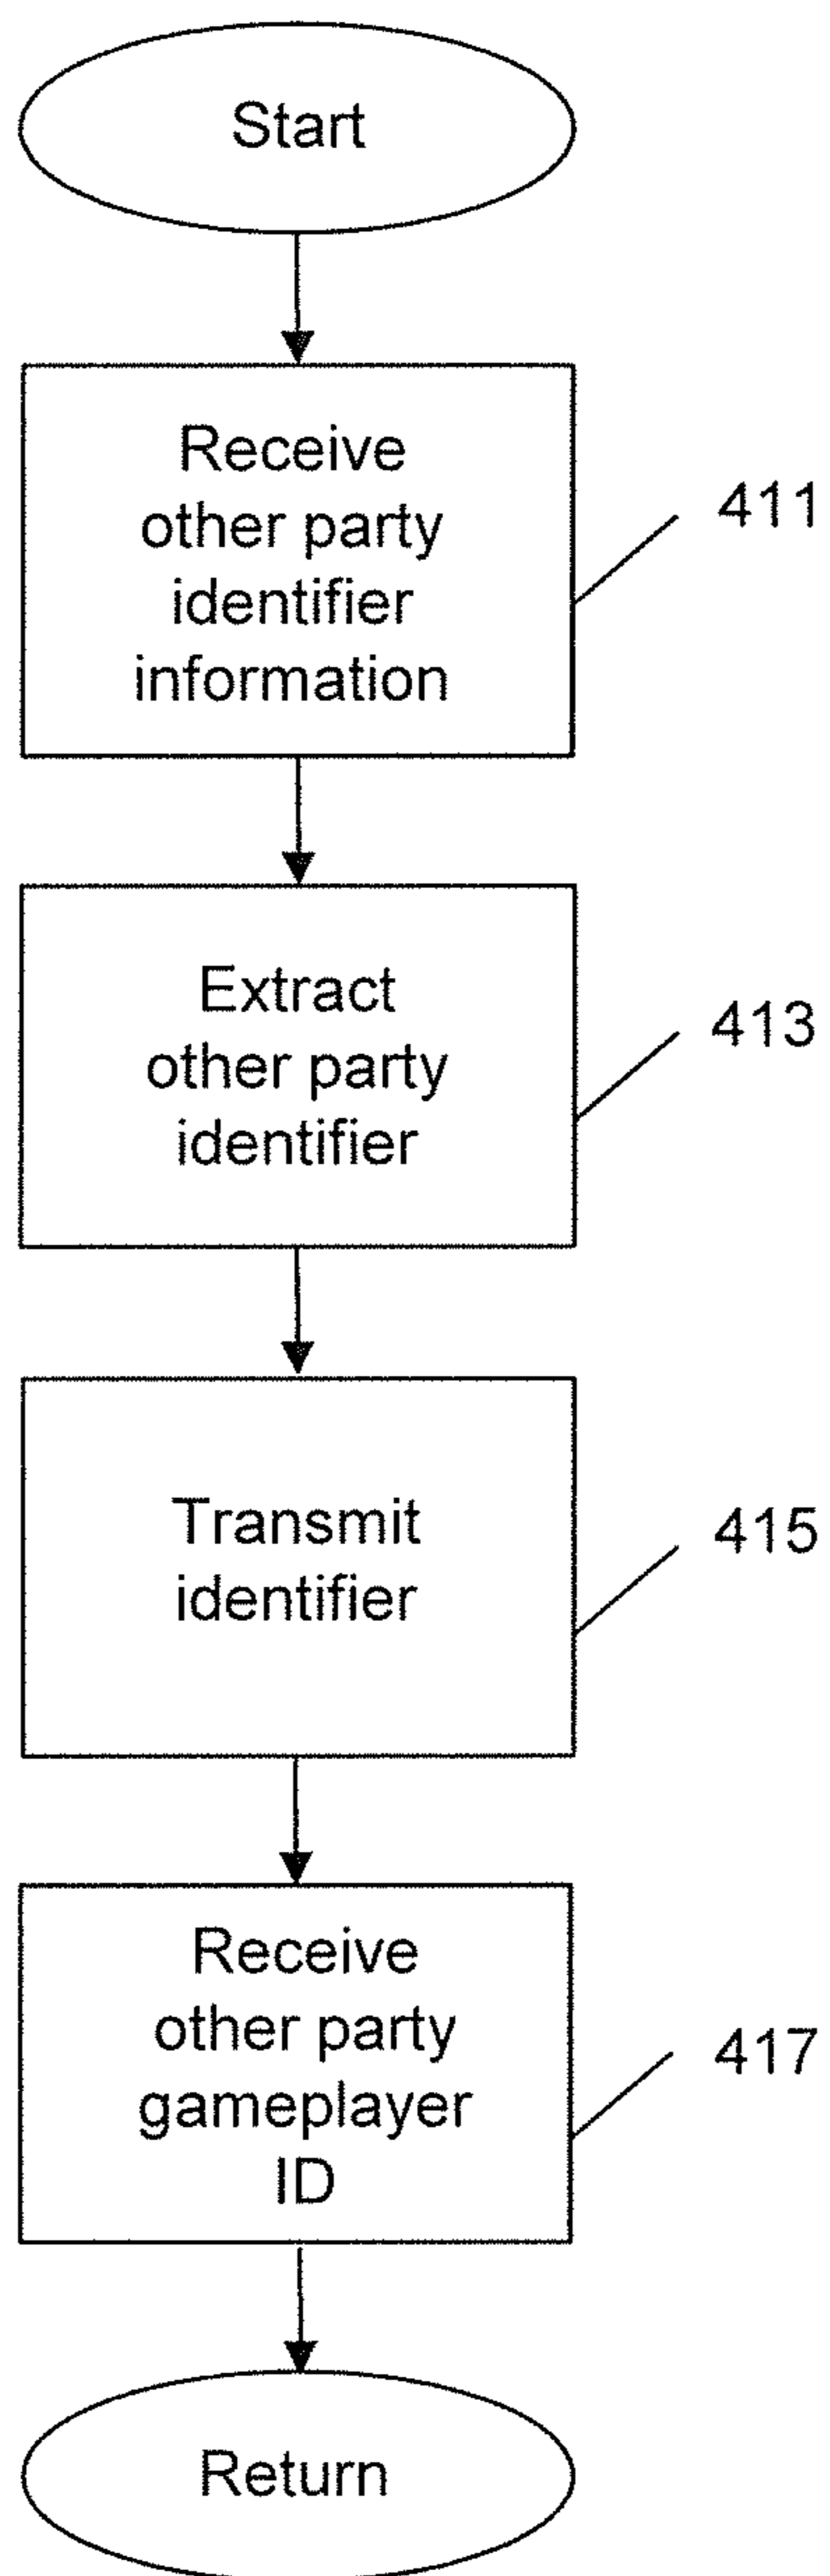 Start
Receive
other party
identifier
information
411
Extract
other party
identifier
413
Transmit
identifier
415
Receive
other party
gameplayer
ID
417
Return